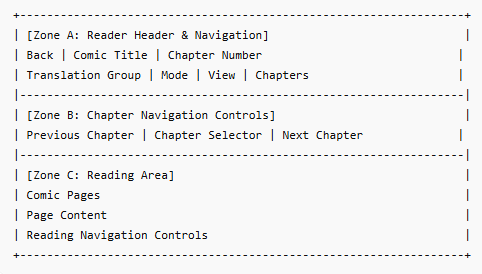 +-------------------------------------------------------------------+
| [Zone A: Reader Header & Navigation] |
| Back | Comic Title | Chapter Number |
| Translation Group | Mode | View | Chapters |
|-------------------------------------------------------------------|
| [Zone B: Chapter Navigation Controls] |
| Previous Chapter | Chapter Selector | Next Chapter |
|-------------------------------------------------------------------|
| [Zone C: Reading Area] |
| Comic Pages |
| Page Content |
| Reading Navigation Controls |
+-------------------------------------------------------------------+